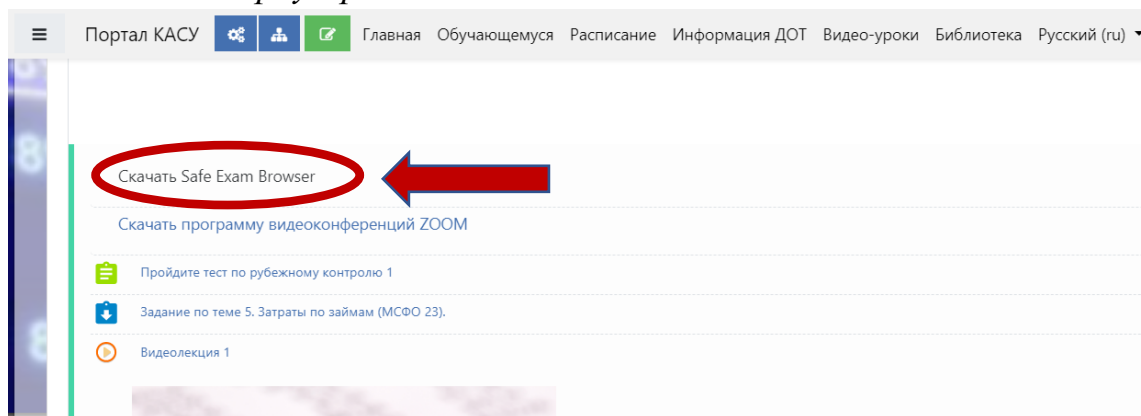 Портал КАСУ Главная Обучающемуся Расписание Информация ДОТ Видео-уроки Библиотека Русский (ru)
Скачать Safe Exam Browser
Скачать программу видеоконференций ZOOM
Пройдите тест по рубежному контролю 1
Задание по теме 5. Затраты по займам (МСФО 23).
Видеолекция 1